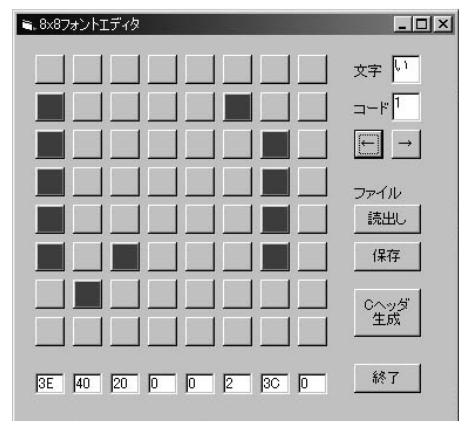 8x8フォントエディタ
文字 い
コード 1
← →
ファイル
読出し
保存
Cヘッダ
生成
3E 40 20 0 0 2 3C 0
終了